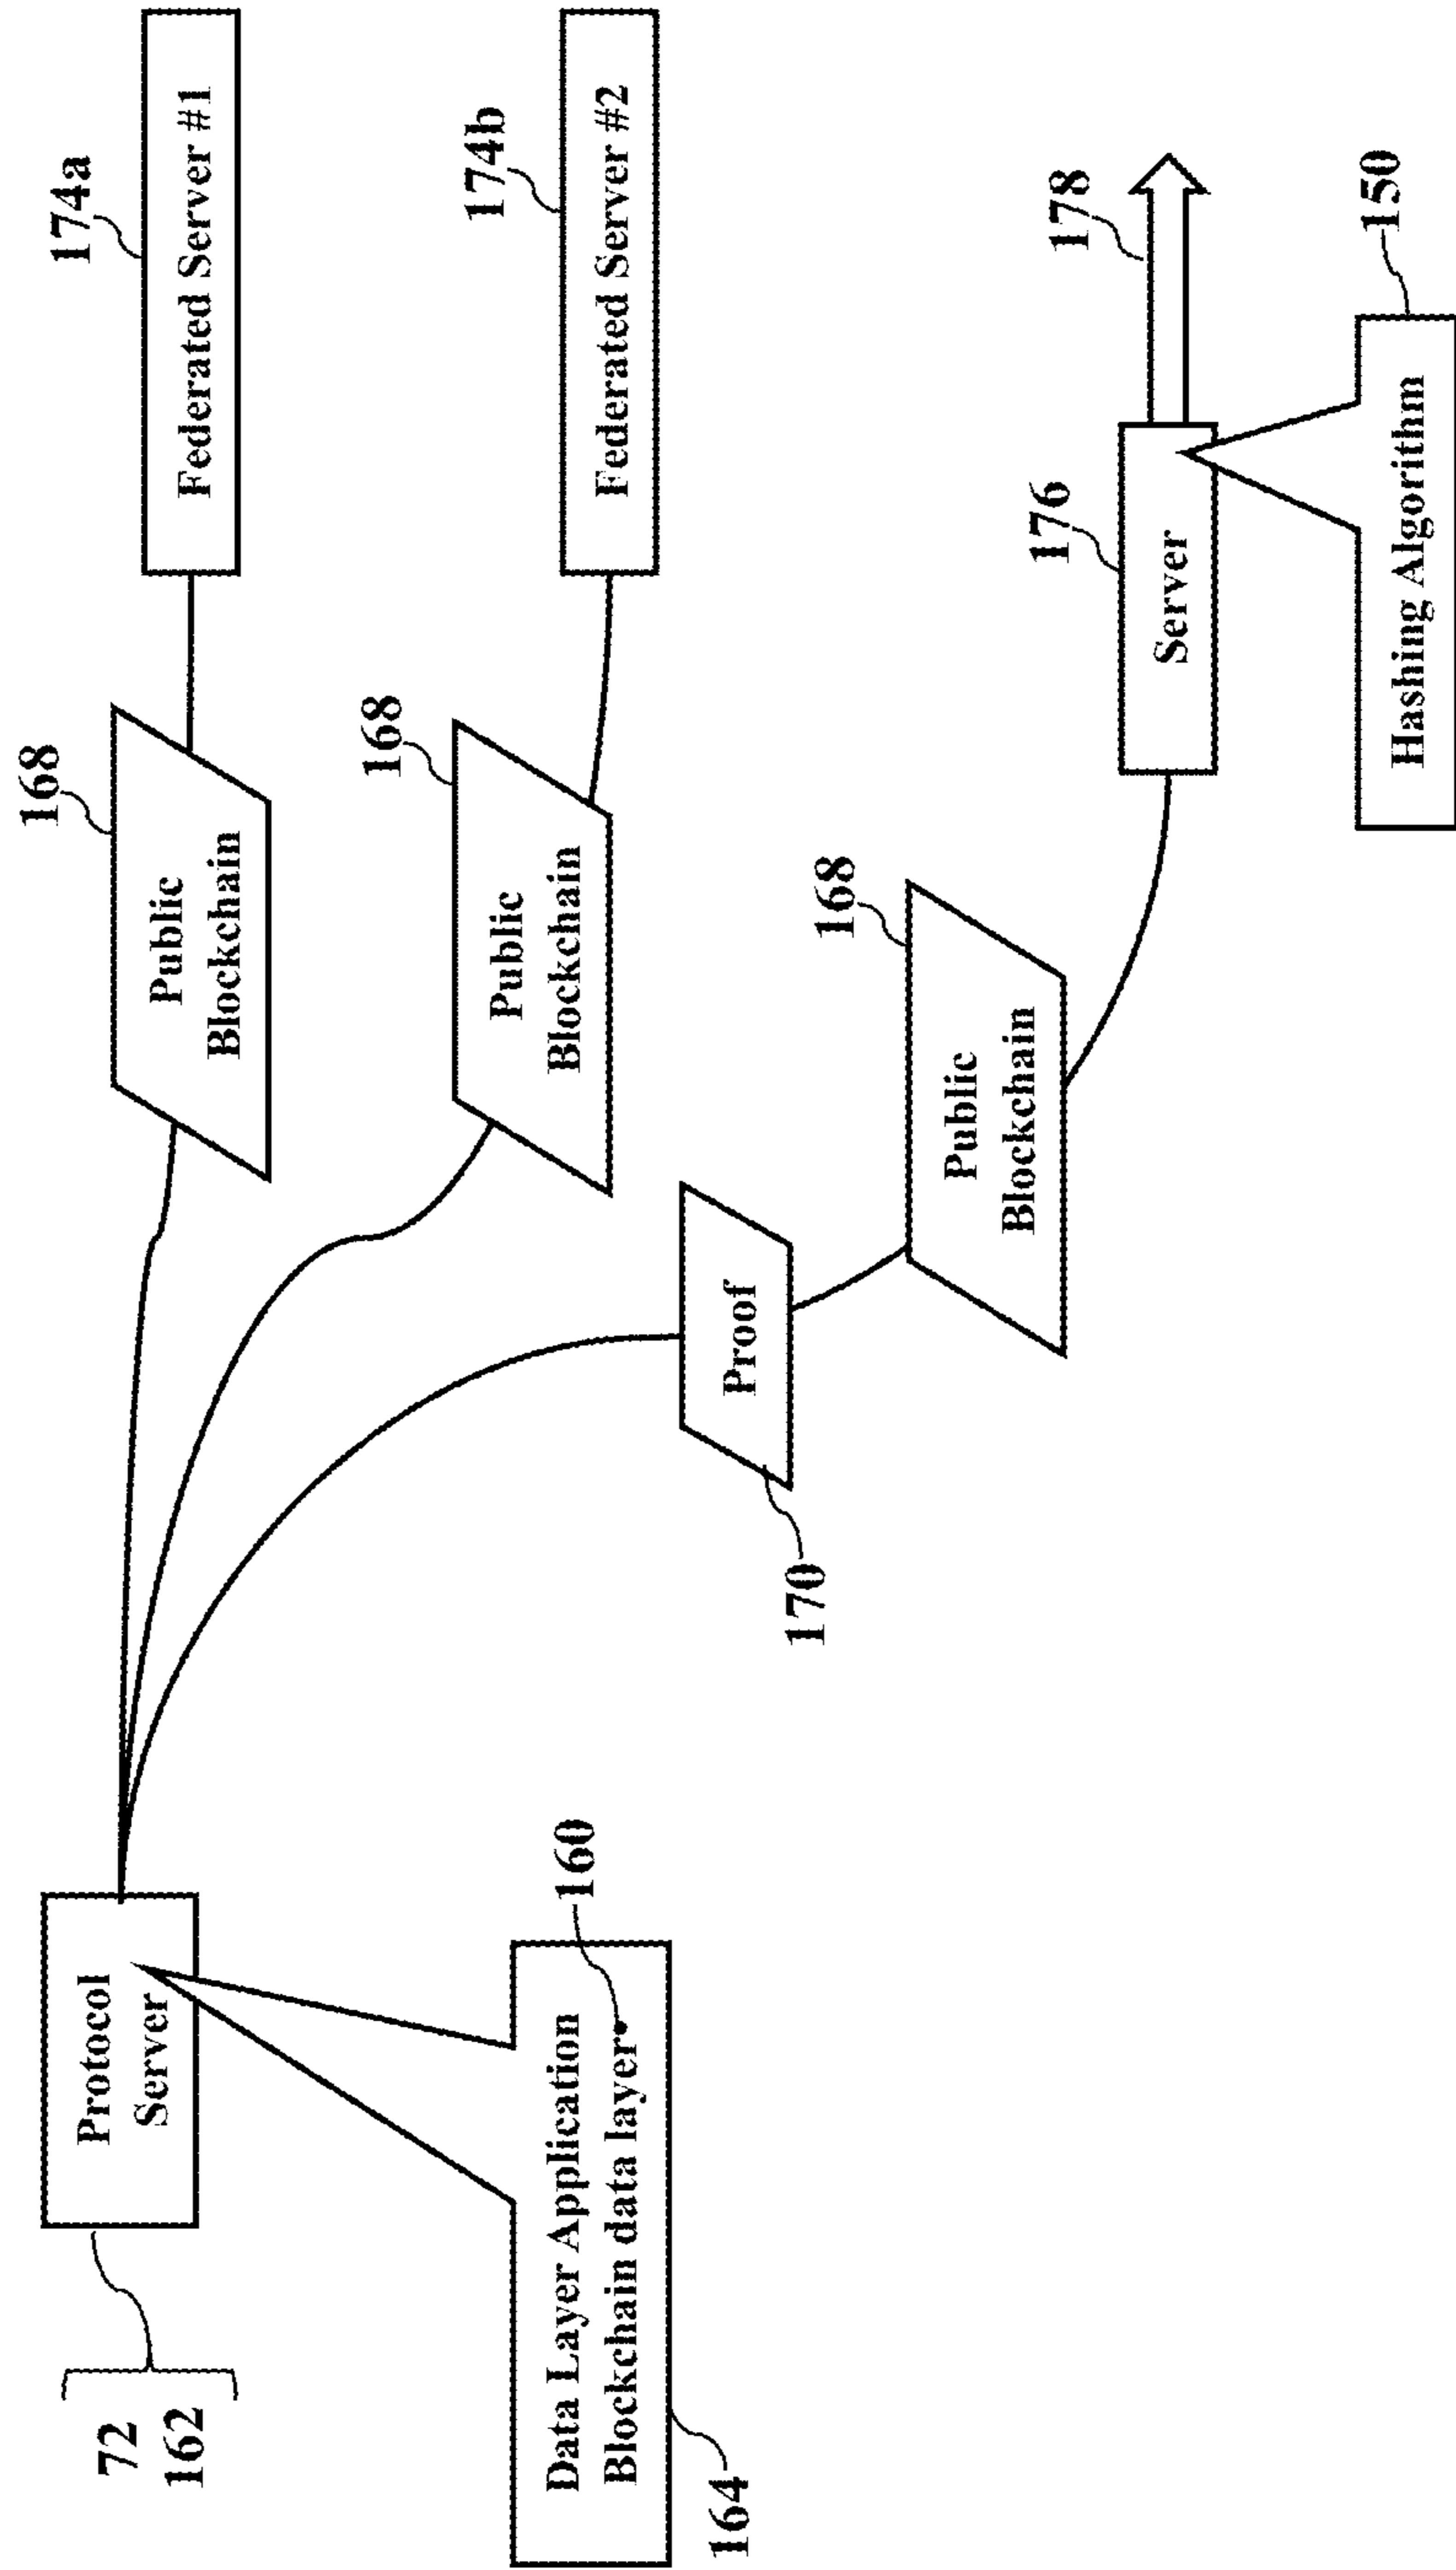 72
162
Protocol
Server
Data Layer Application
Blockchain data layer
160
164
168
Public
Blockchain
174a
Federated Server #1
168
Public
Blockchain
174b
Federated Server #2
Proof
170
168
Public
Blockchain
176
Server
178
Hashing Algorithm
150